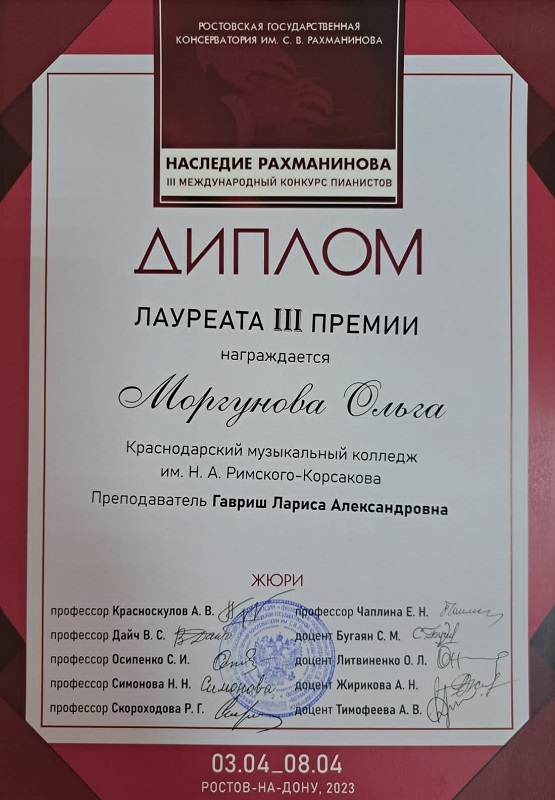 РОСТОВСКАЯ ГОСУДАРСТВЕННАЯ
КОНСЕРВАТОРИЯ ИМ. С. В. РАХМАНИНОВА
НАСЛЕДИЕ РАХМАНИНОВА
III МЕЖДУНАРОДНЫЙ КОНКУРС ПИАНИСТОВ
ДИПЛОМ
ЛАУРЕАТА III ПРЕМИИ
награждается
Моргунова Ольга
Краснодарский музыкальный колледж
им. Н. А. Римского-Корсакова
Преподаватель Гавриш Лариса Александровна
ЖЮРИ
профессор Красноскулов А. В.
профессор Дайч В. С.
профессор Осипенко С. И.
профессор Симонова Н. Н. Симонова
профессор Скороходова Р. Г.
профессор Чаплина Е. Н.
доцент Бугаян С. М.
доцент Литвиненко О. Л.
доцент Жирикова А. Н.
доцент Тимофеева А. В.
03.04_08.04
РОСТОВ-НА-ДОНУ, 2023